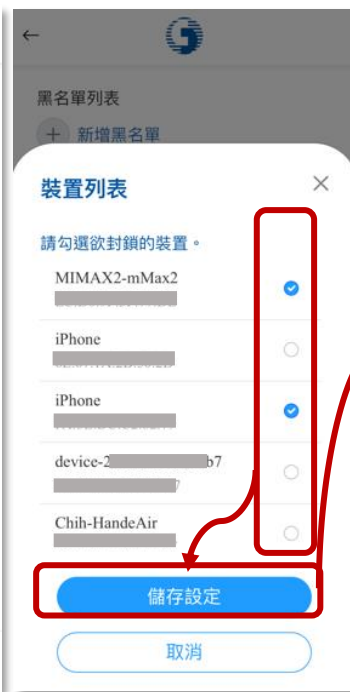 黑名單列表
新增黑名單
裝置列表
請勾選欲封鎖的裝置。
MIMAX2-mMax2
iPhone
iPhone
device-2 b7
Chih-HandeAir
儲存設定
取消